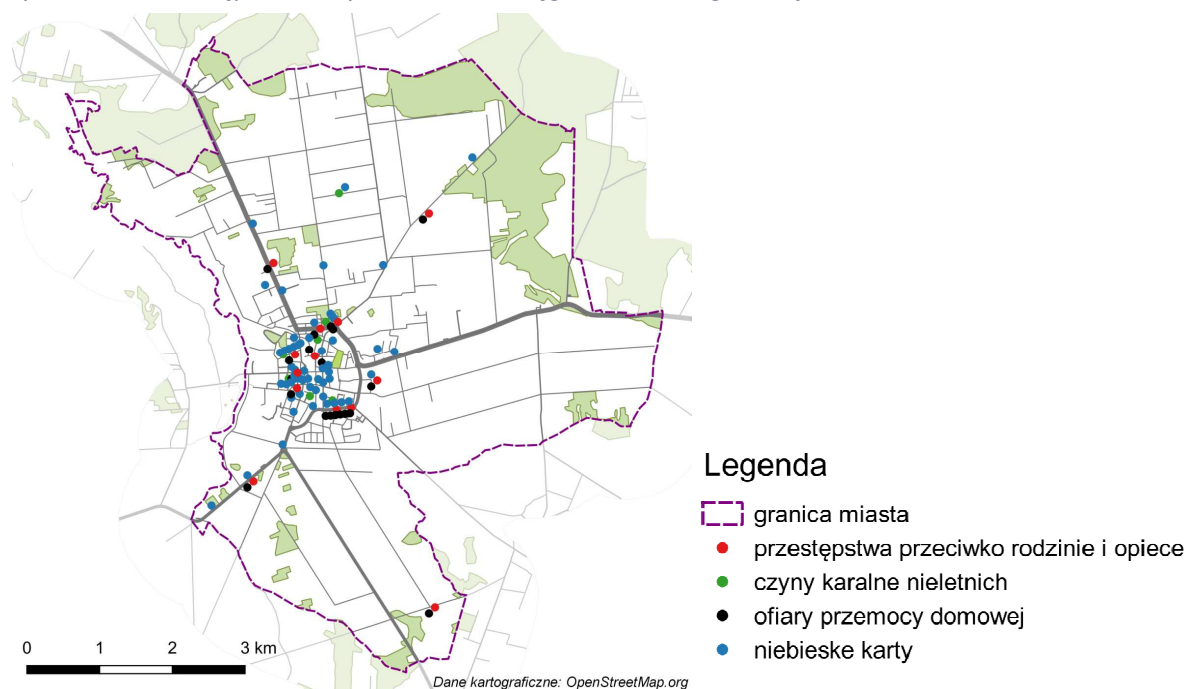 Legenda
granica miasta
przestępstwa przeciwko rodzinie i opiece
czyny karalne nieletnich
ofiary przemocy domowej
niebieske karty
0 1 2 3 km
Dane kartograficzne: OpenStreetMap.org